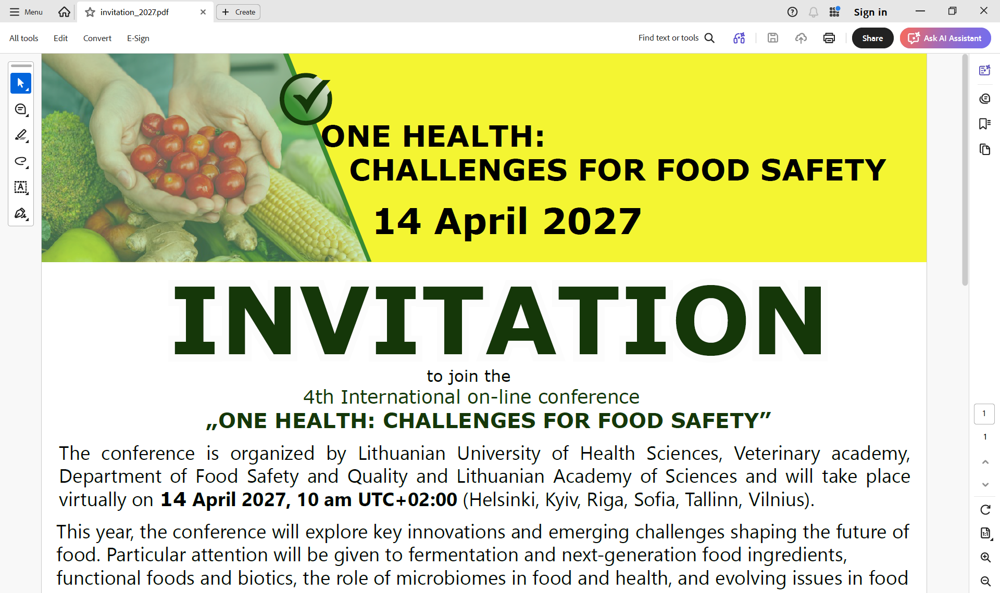 Menu
invitation_2027.pdf
Create
Sign in
All tools
Edit
Convert
E-Sign
Find text or tools
Share
Ask AI Assistant
ONE HEALTH:
CHALLENGES FOR FOOD SAFETY
14 April 2027
INVITATION
to join the
4th International on-line conference
„ONE HEALTH: CHALLENGES FOR FOOD SAFETY”
The conference is organized by Lithuanian University of Health Sciences, Veterinary academy,
Department of Food Safety and Quality and Lithuanian Academy of Sciences and will take place
virtually on 14 April 2027, 10 am UTC+02:00 (Helsinki, Kyiv, Riga, Sofia, Tallinn, Vilnius).
This year, the conference will explore key innovations and emerging challenges shaping the future of
food. Particular attention will be given to fermentation and next-generation food ingredients,
functional foods and biotics, the role of microbiomes in food and health, and evolving issues in food
1
1